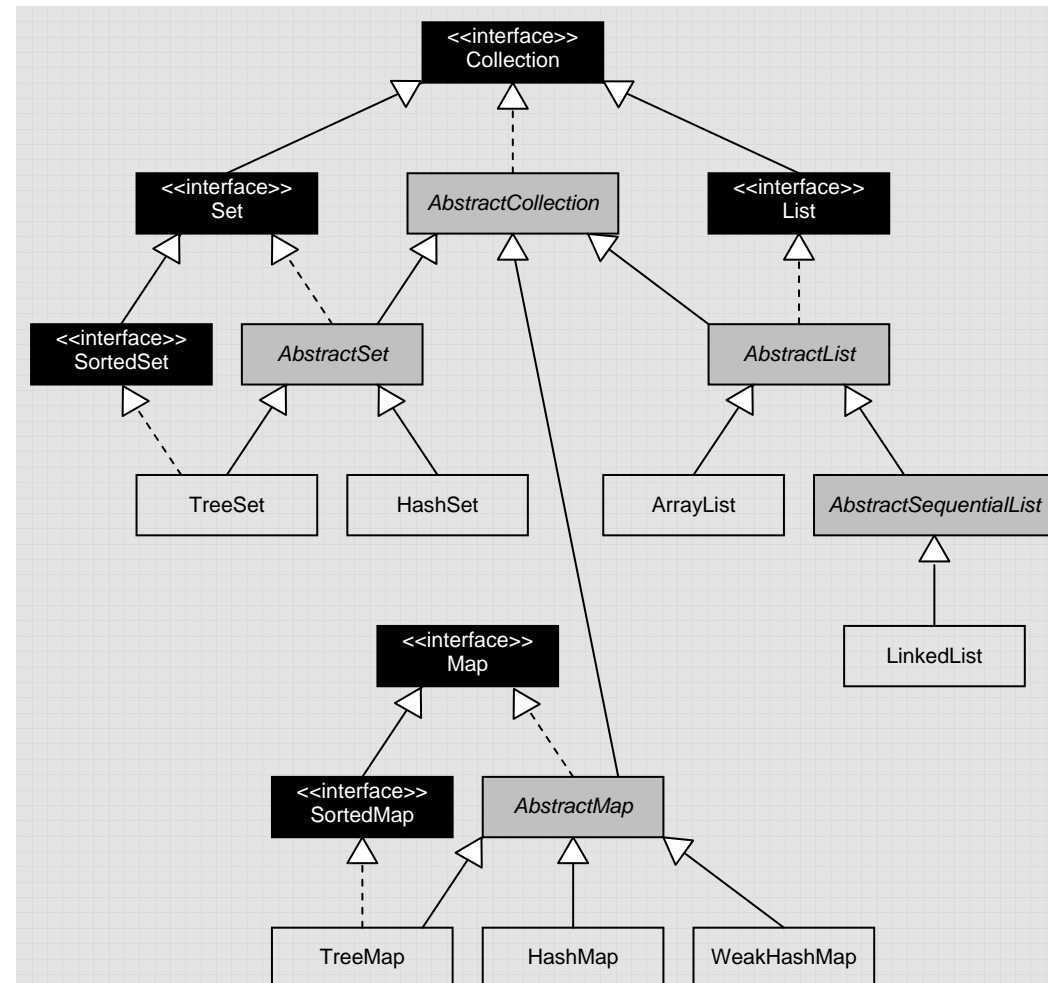 <<interface>>
Collection
<<interface>>
Set
AbstractCollection
<<interface>>
List
<<interface>>
SortedSet
AbstractSet
AbstractList
TreeSet
HashSet
ArrayList
AbstractSequentialList
<<interface>>
Map
LinkedList
<<interface>>
SortedMap
AbstractMap
TreeMap
HashMap
WeakHashMap